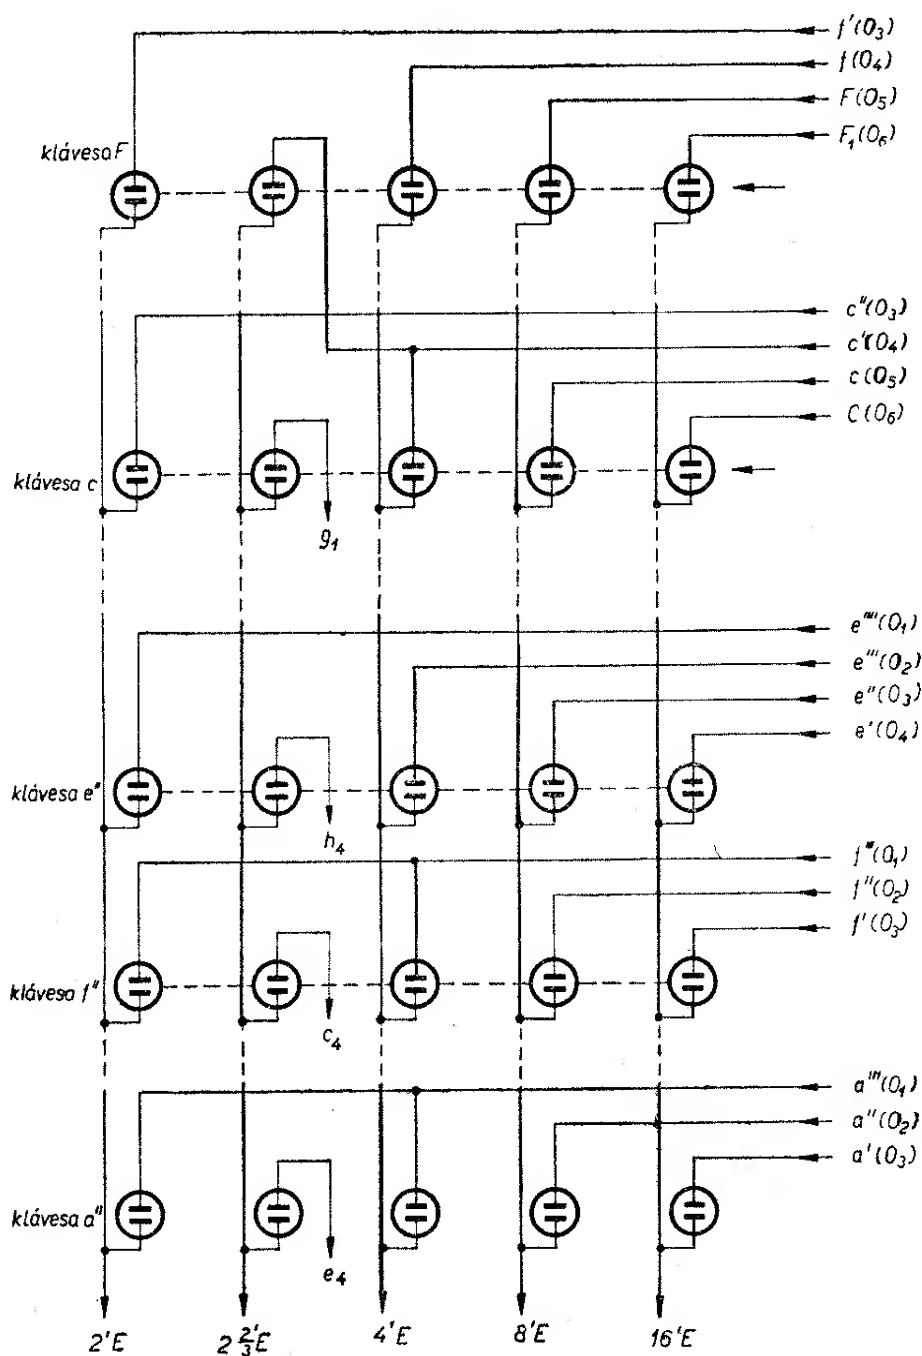 f'(O₃)
f(O₄)
F(O₅)
F₁(O₆)
klávesa F
c"(O₃)
c'(O₄)
c(O₅)
C(O₆)
klávesa c
g₁
e""(O₁)
e"'(O₂)
e"(O₃)
e'(O₄)
klávesa e"
h₄
f"'(O₁)
f"(O₂)
f'(O₃)
klávesa f"
c₄
a"'(O₁)
a"(O₂)
a'(O₃)
klávesa a"
e₄
2'E 2 2/3'E 4'E 8'E 16'E